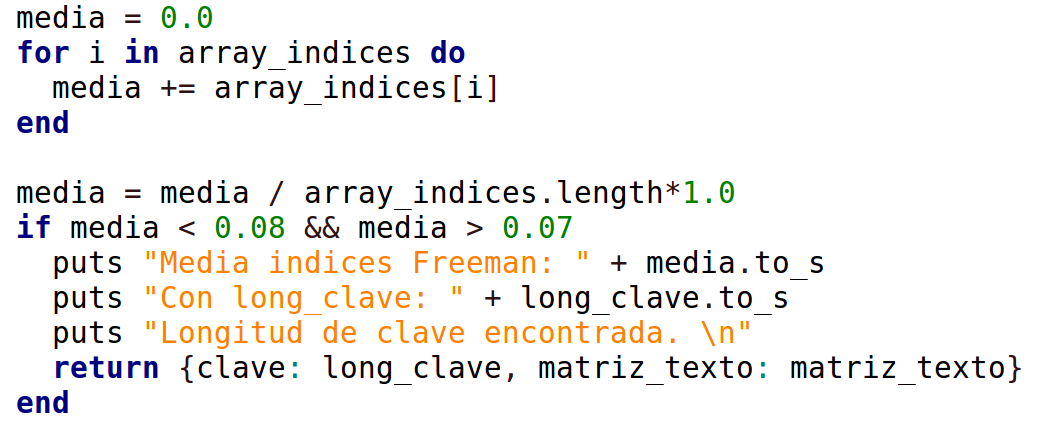 media = 0.0
for i in array_indices do
  media += array_indices[i]
end

media = media / array_indices.length*1.0
if media < 0.08 && media > 0.07
  puts "Media indices Freeman: " + media.to_s
  puts "Con long_clave: " + long_clave.to_s
  puts "Longitud de clave encontrada. \n"
  return {clave: long_clave, matriz_texto: matriz_texto}
end